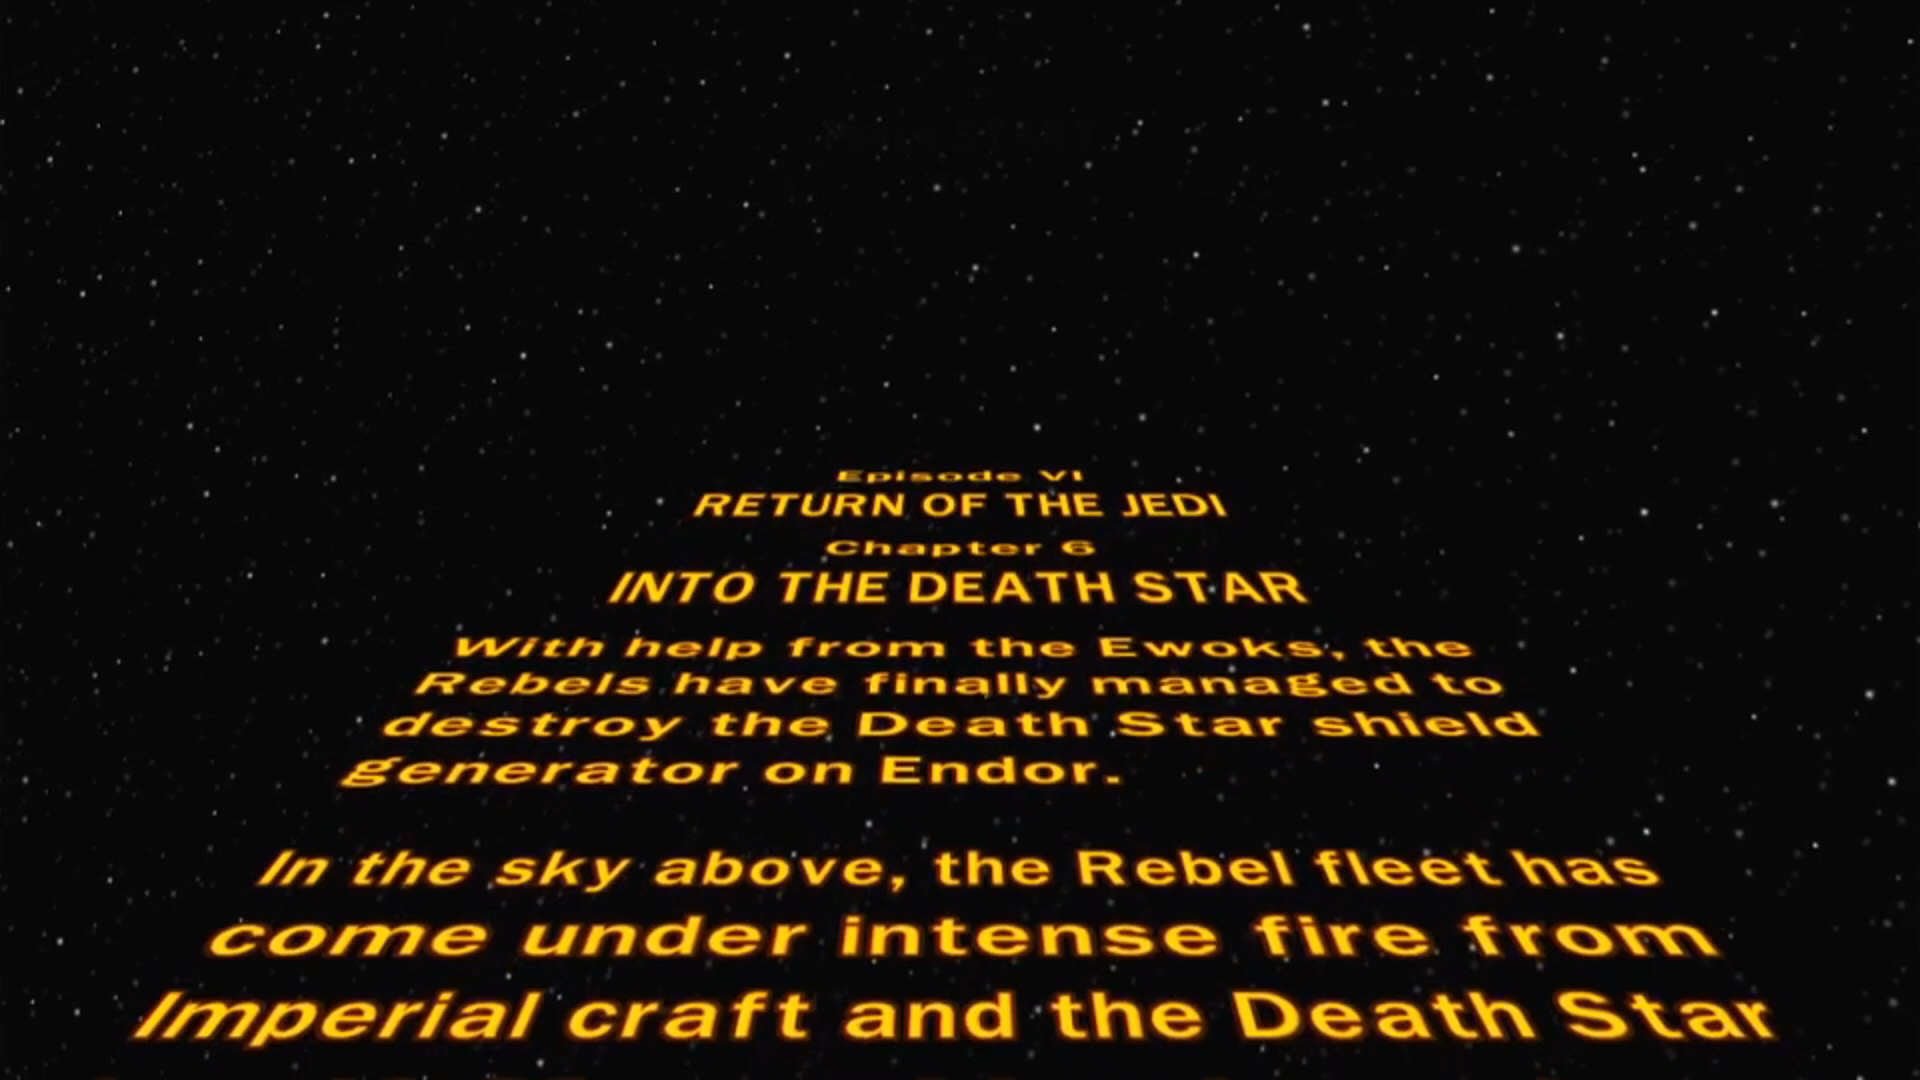 Episode VI
RETURN OF THE JEDI
Chapter 6
INTO THE DEATH STAR
With help from the Ewoks, the
Rebels have finally managed to
destroy the Death Star shield
generator on Endor.
In the sky above, the Rebel fleet has
come under intense fire from
Imperial craft and the Death Star